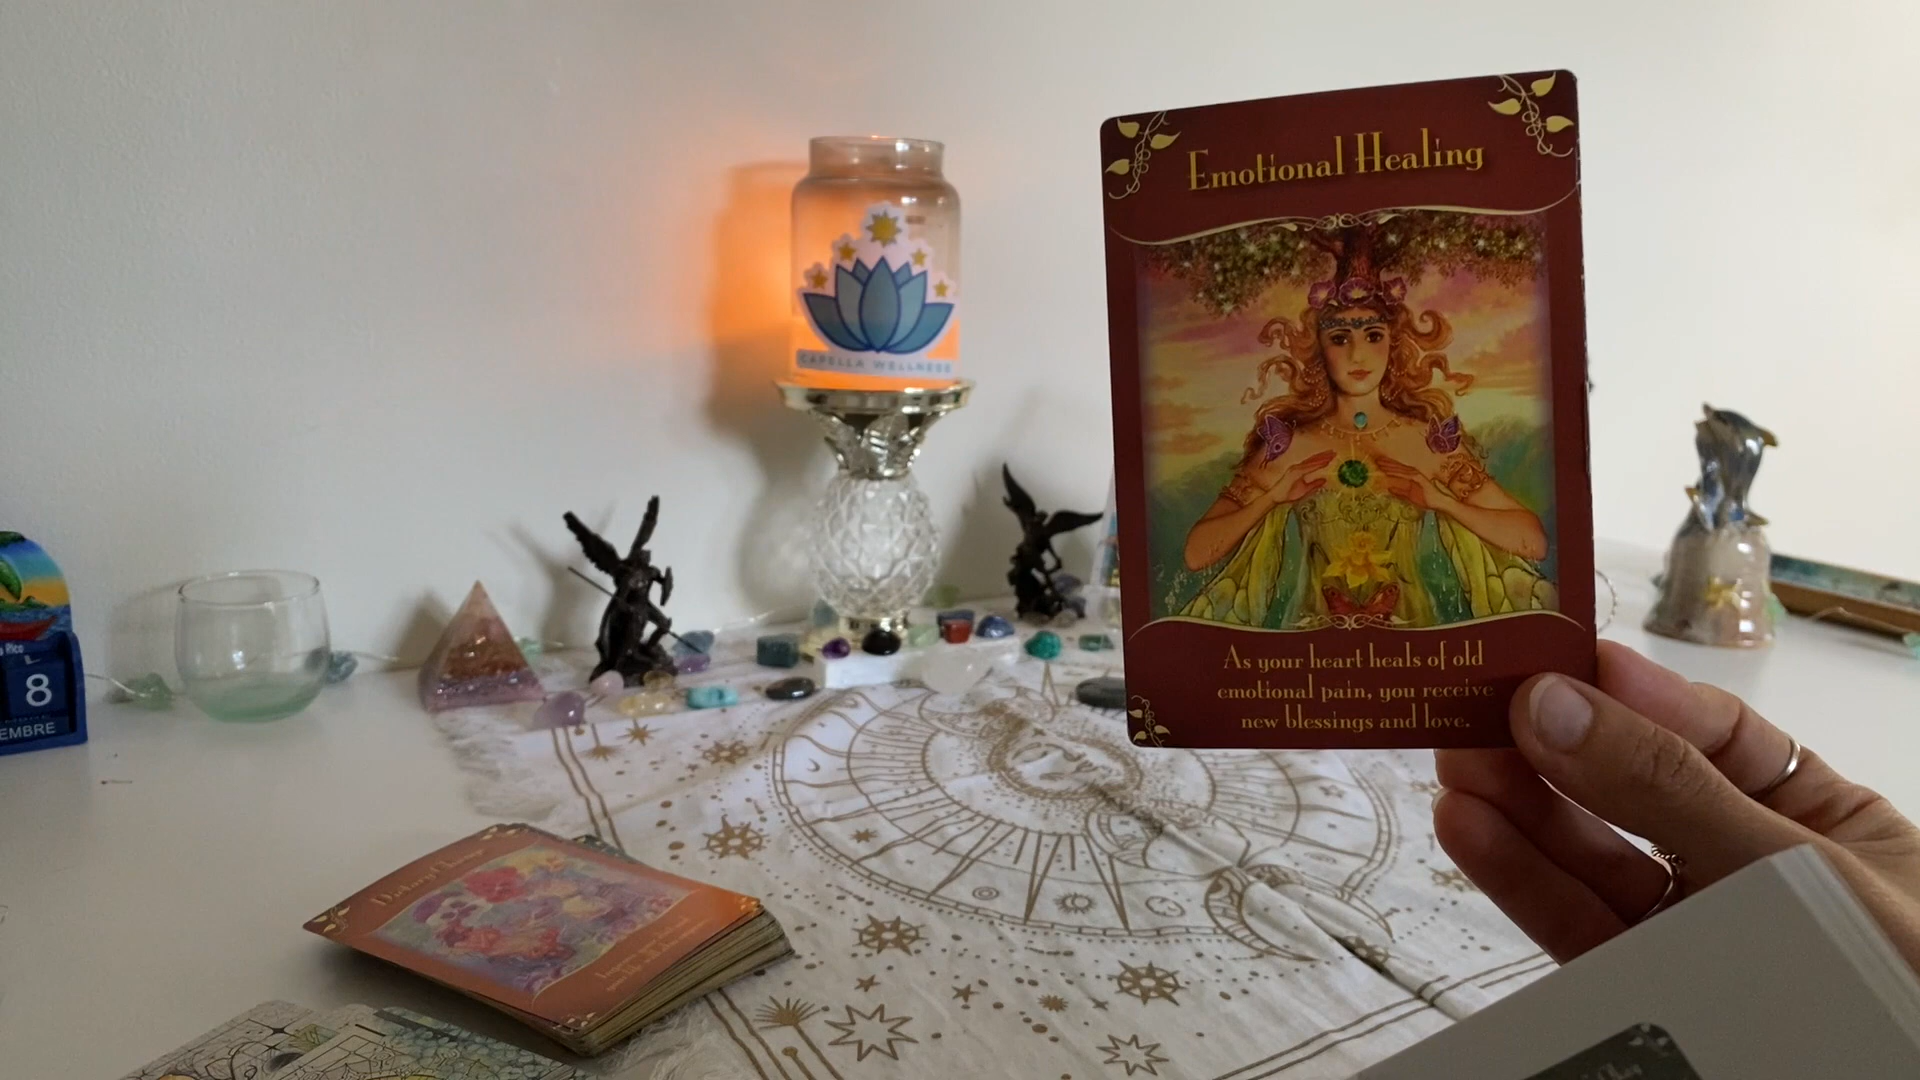 Emotional Healing
As your heart heals of old
emotional pain, you receive
new blessings and love.
CAPELLA WELLNESS
Rico
8
EMBRE